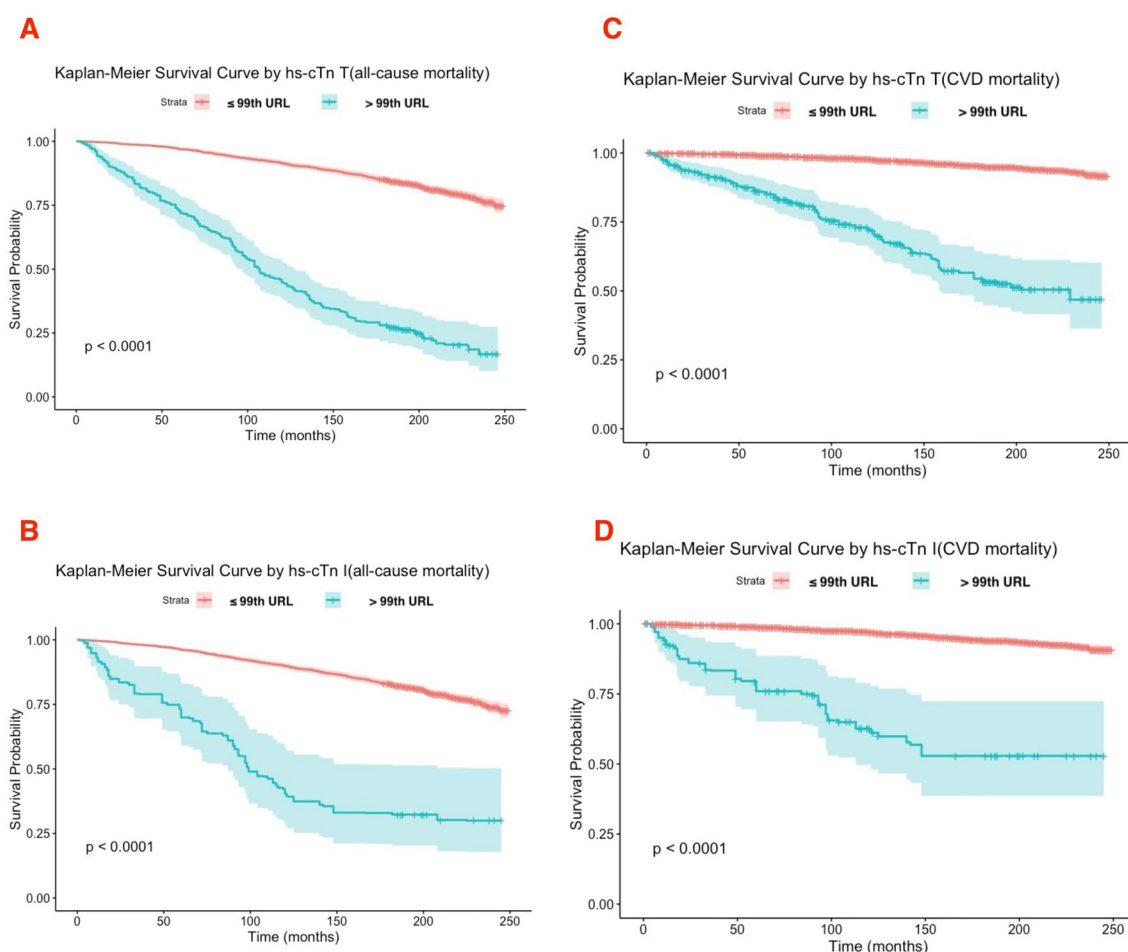 A
Kaplan-Meier Survival Curve by hs-cTn T(all-cause mortality)
Strata ≤ 99th URL > 99th URL
Survival Probability
1.00
0.75
0.50
0.25
0.00
p < 0.0001
0 50 100 150 200 250
Time (months)
C
Kaplan-Meier Survival Curve by hs-cTn T(CVD mortality)
Strata ≤ 99th URL > 99th URL
Survival Probability
1.00
0.75
0.50
0.25
0.00
p < 0.0001
0 50 100 150 200 250
Time (months)
B
Kaplan-Meier Survival Curve by hs-cTn I(all-cause mortality)
Strata ≤ 99th URL > 99th URL
Survival Probability
1.00
0.75
0.50
0.25
0.00
p < 0.0001
0 50 100 150 200 250
Time (months)
D
Kaplan-Meier Survival Curve by hs-cTn I(CVD mortality)
Strata ≤ 99th URL > 99th URL
Survival Probability
1.00
0.75
0.50
0.25
0.00
p < 0.0001
0 50 100 150 200 250
Time (months)